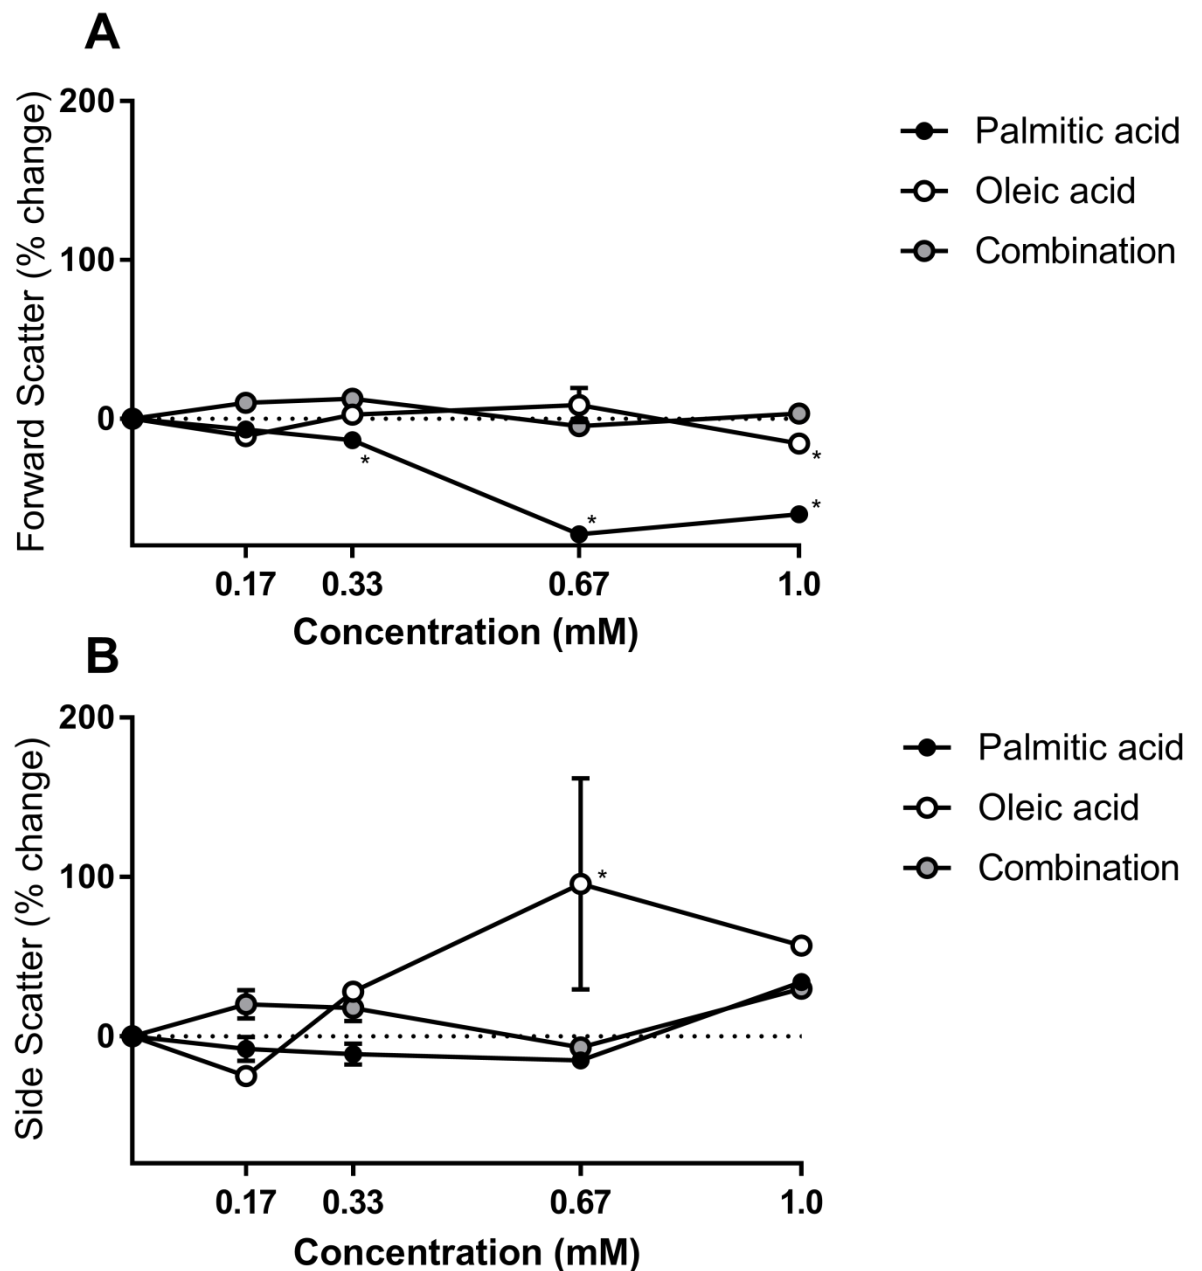 A
Forward Scatter (% change)
200
100
0
*
*
*
*
0.17 0.33 0.67 1.0
Concentration (mM)
Palmitic acid
Oleic acid
Combination
B
Side Scatter (% change)
200
100
0
*
0.17 0.33 0.67 1.0
Concentration (mM)
Palmitic acid
Oleic acid
Combination